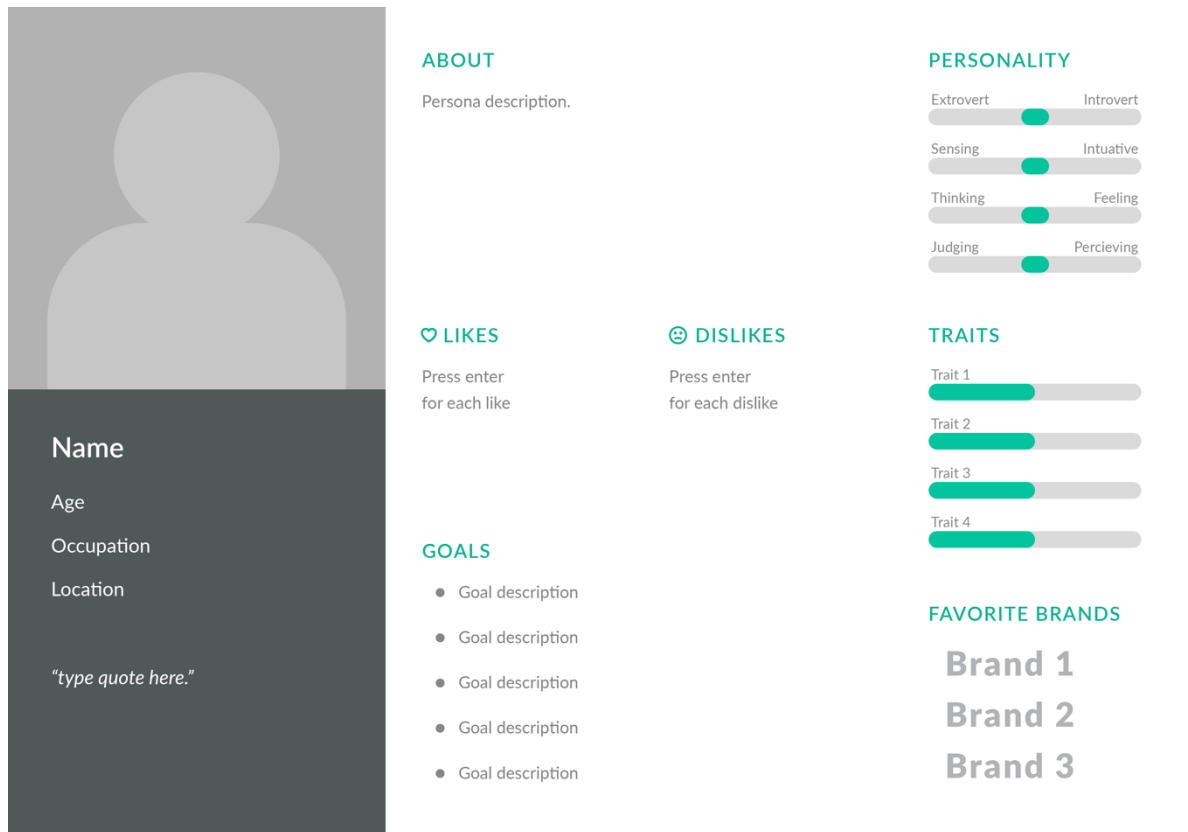 Name
Age
Occupation
Location
“type quote here.”
ABOUT
Persona description.
LIKES
Press enter
for each like
DISLIKES
Press enter
for each dislike
GOALS
Goal description
Goal description
Goal description
Goal description
Goal description
PERSONALITY
Extrovert Introvert
Sensing Intuative
Thinking Feeling
Judging Percieving
TRAITS
Trait 1
Trait 2
Trait 3
Trait 4
FAVORITE BRANDS
Brand 1
Brand 2
Brand 3